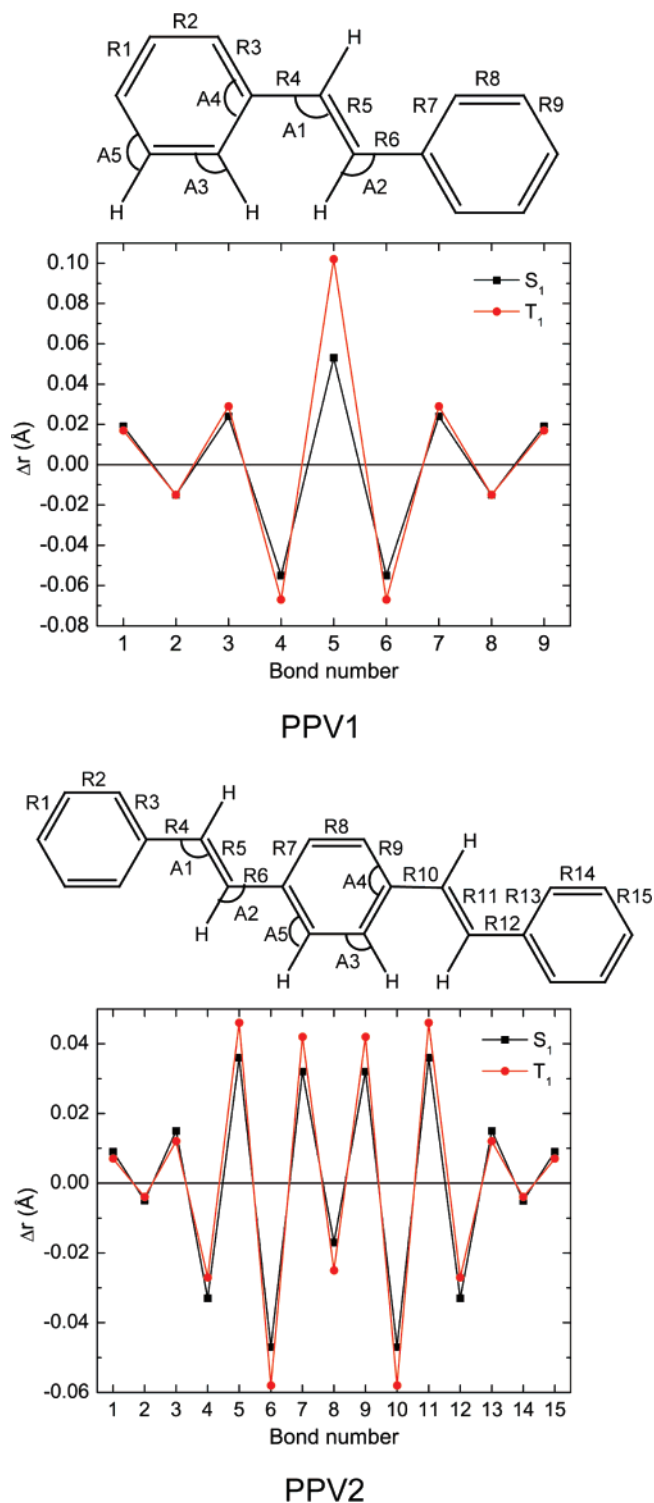 R2
R1
R3
H
R4
R8
A4
R5
R7
R9
A1
R6
A5
A3
A2
H
H
H
0.10
S1
0.08
T1
0.06
0.04
0.02
0.00
-0.02
-0.04
-0.06
-0.08
Δr (Å)
1 2 3 4 5 6 7 8 9
Bond number
PPV1
R2
H
R1
R3
R8
R4
R5
R7
R9
H
A1
R6
A4
R10
R14
R11
R13
R15
H
A2
A5
R12
A3
H
H
H
0.04
S1
T1
0.02
0.00
-0.02
-0.04
-0.06
Δr (Å)
1 2 3 4 5 6 7 8 9 10 11 12 13 14 15
Bond number
PPV2